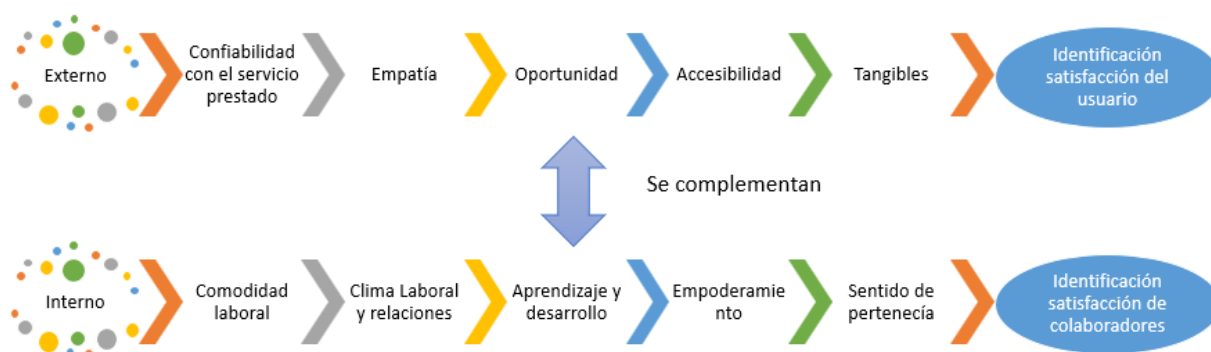 Externo
Confiabilidad
con el servicio
prestado
Empatía
Oportunidad
Accesibilidad
Tangibles
Identificación
satisfacción del
usuario
Se complementan
Interno
Comodidad
laboral
Clima Laboral
y relaciones
Aprendizaje y
desarrollo
Empoderamie
nto
Sentido de
pertenecía
Identificación
satisfacción de
colaboradores